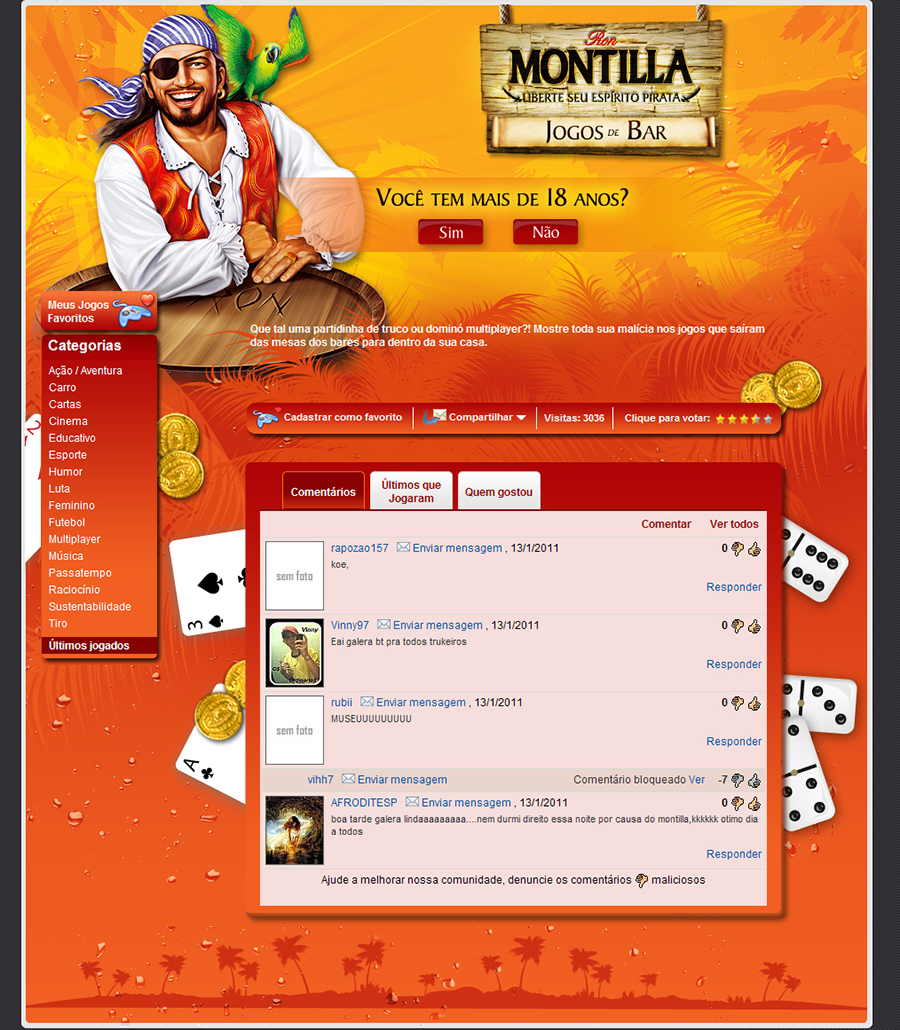 Ron
MONTILLA
LIBERTE SEU ESPÍRITO PIRATA
JOGOS DE BAR
VOCÊ TEM MAIS DE 18 ANOS?
Sim Não
RON
Meus Jogos
Favoritos
Categorias
Ação / Aventura
Carro
Cartas
Cinema
Educativo
Esporte
Humor
Luta
Feminino
Futebol
Multiplayer
Música
Passatempo
Raciocínio
Sustentabilidade
Tiro
Últimos jogados
Que tal uma partidinha de truco ou dominó multiplayer?! Mostre toda sua malícia nos jogos que saíram
das mesas dos bares para dentro da sua casa.
Cadastrar como favorito Compartilhar Visitas: 3036 Clique para votar:
Comentários Últimos que Jogaram Quem gostou
Comentar Ver todos
sem foto
rapozao157 Enviar mensagem , 13/1/2011 0
koe,
Responder
Vinny
Vinny97 Enviar mensagem , 13/1/2011 0
Eai galera bt pra todos trukeiros
Responder
sem foto
rubii Enviar mensagem , 13/1/2011 0
MUSEUUUUUUUUU
Responder
vihh7 Enviar mensagem Comentário bloqueado Ver -7
AFRODITESP Enviar mensagem , 13/1/2011 0
boa tarde galera lindaaaaaaaaa....nem durmi direito essa noite por causa do montilla,kkkkkk otimo dia
a todos
Responder
Ajude a melhorar nossa comunidade, denuncie os comentários maliciosos
2
3
A